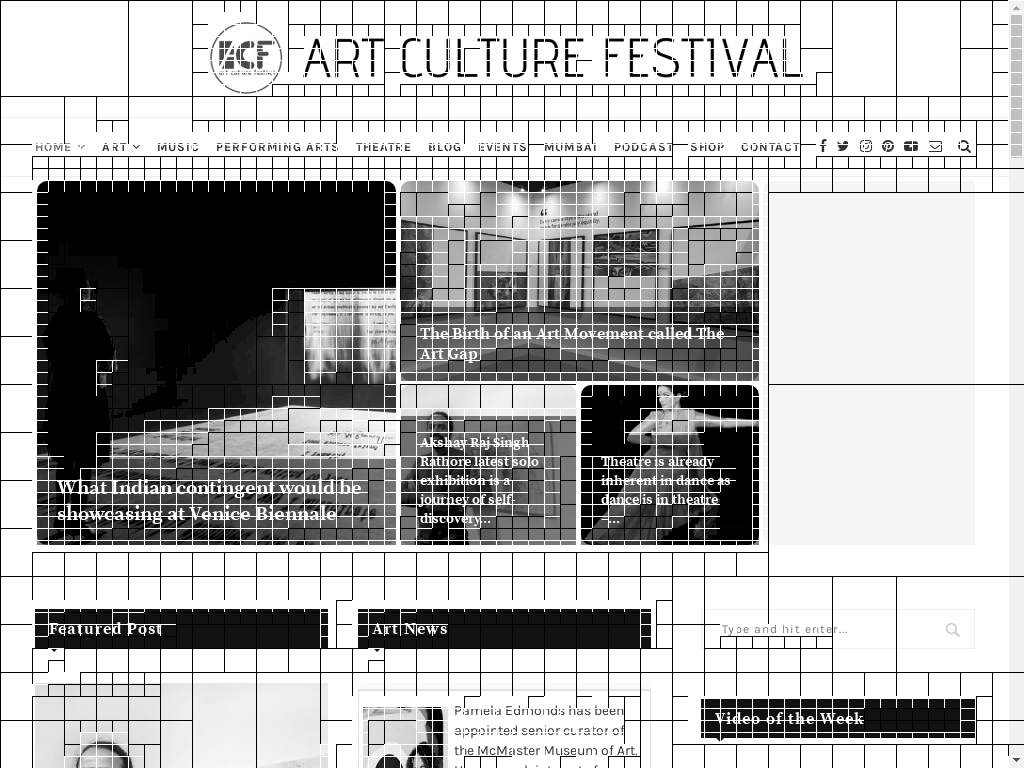 ACF
ART CULTURE FESTIVAL
HOME ART MUSIC PERFORMING ARTS THEATRE BLOG EVENTS MUMBAI PODCAST SHOP CONTACT
What Indian contingent would be
showcasing at Venice Biennale
The Birth of an Art Movement called The
Art Gap
Akshay Raj Singh
Rathore latest solo
exhibition is a
journey of self-
discovery...
Theatre is already
inherent in dance as
dance is in theatre
–...
Featured Post
Art News
Type and hit enter...
Pamela Edmonds has been
appointed senior curator of
the McMaster Museum of Art.
Video of the Week